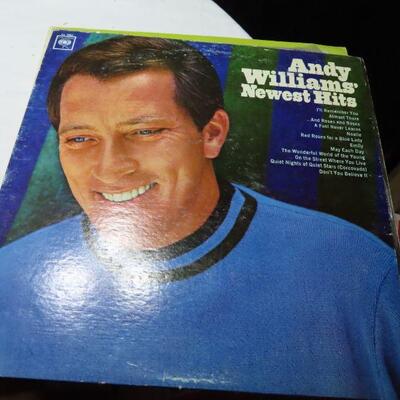 Andy
Williams'
Newest Hits
I'll Remember You
Almost There
...And Roses And Roses
A Fool Never Learns
Noelle
Red Roses for a Blue Lady
Emily
May Each Day
The Wonderful World of the Young
On the Street Where You Live
Quiet Nights of Quiet Stars (Corcovado)
Don't You Believe It